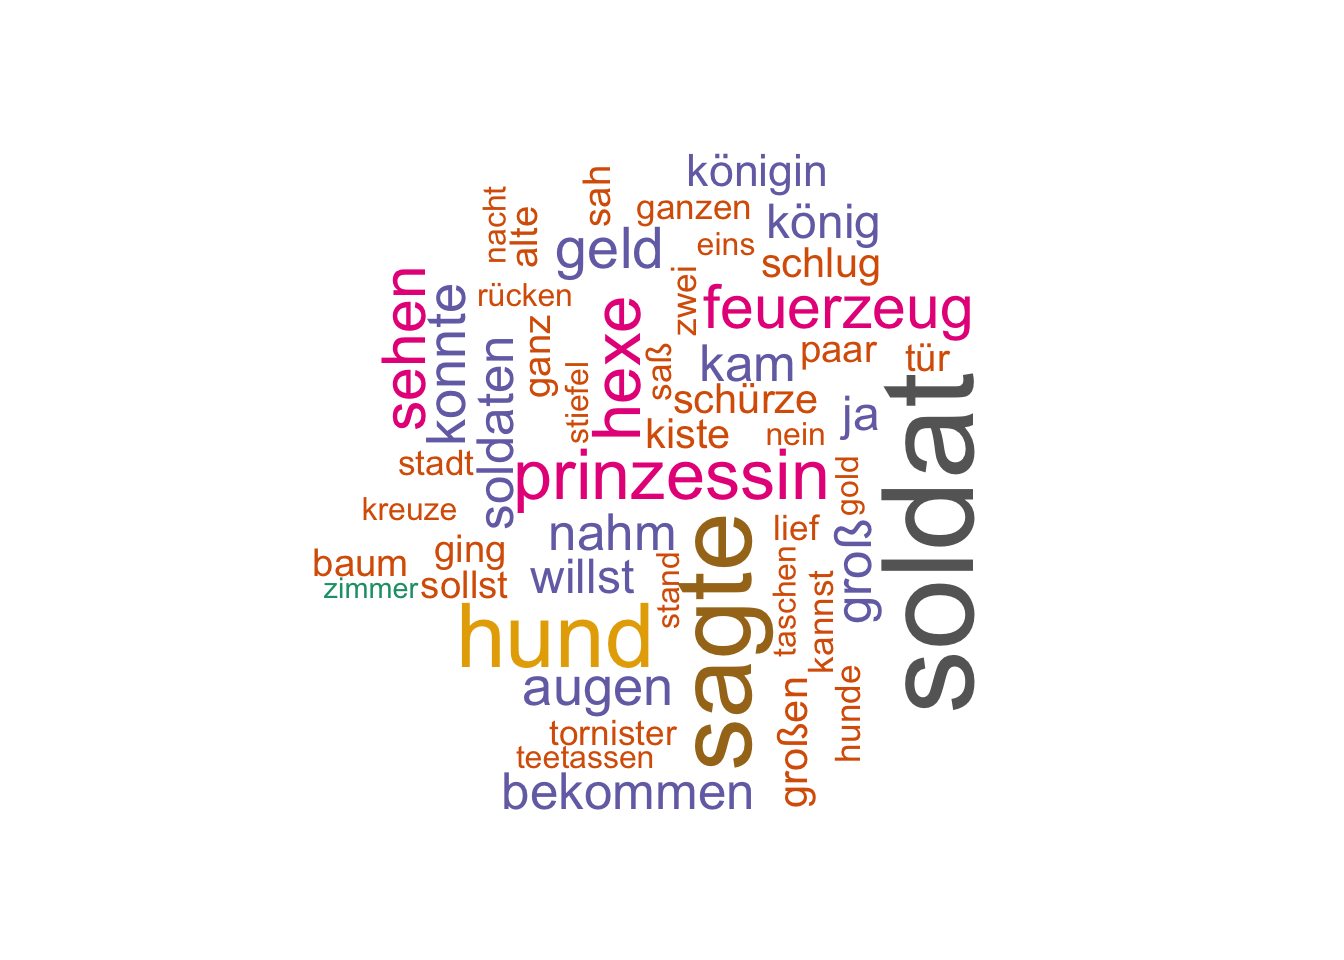 königin
sah
ganzen
nacht
alte
könig
geld
eins
schlug
zwei
sehen
konnte
rücken
hexe
feuerzeug
ganz
soldaten
stiefel
saß
kam
paar
tür
schürze
ja
soldat
kiste
nein
stadt
prinzessin
gold
kreuze
nahm
sagte
lief
groß
baum
ging
zimmer
sollst
willst
stand
taschen
kannst
hund
augen
großen
hunde
tornister
teetassen
bekommen